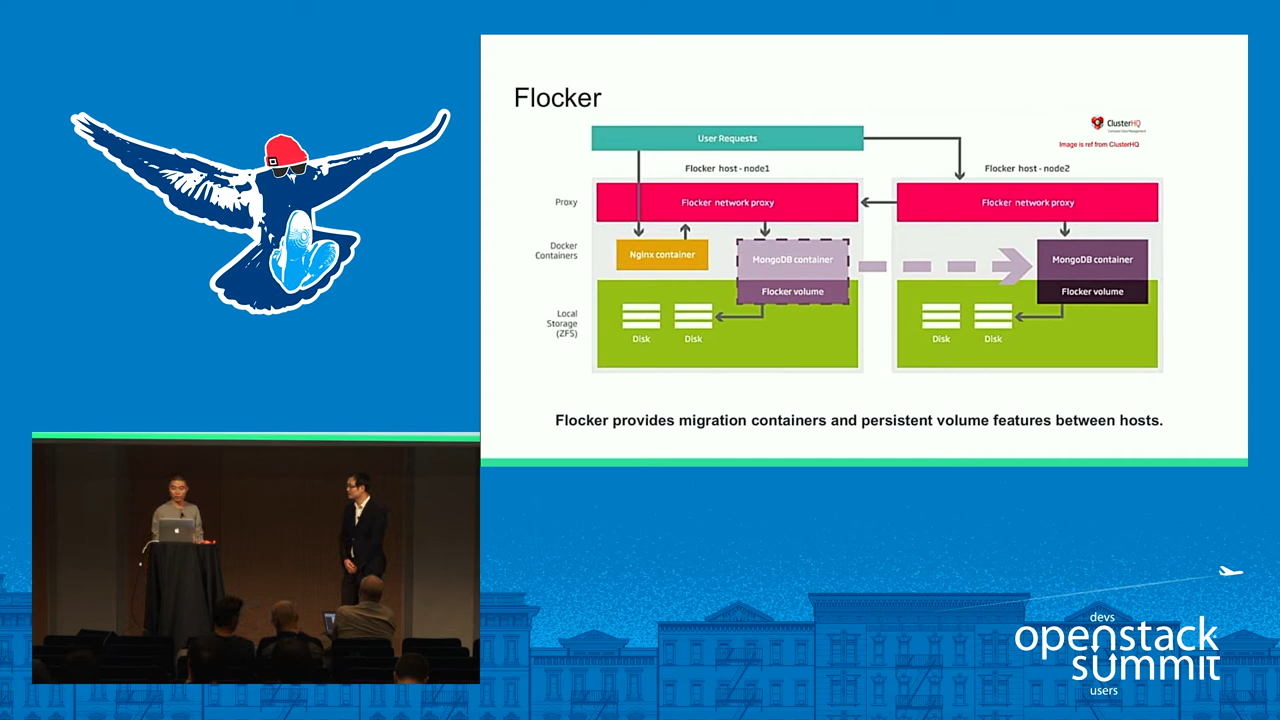 Flocker
ClusterHQ
Image is ref from ClusterHQ
User Requests
Flocker host - node1
Flocker host - node2
Proxy
Flocker network proxy
Flocker network proxy
Docker
Containers
Nginx container
MongoDB container
MongoDB container
Flocker volume
Flocker volume
Local
Storage
(ZFS)
Disk
Disk
Disk
Disk
Flocker provides migration containers and persistent volume features between hosts.
devs
openstack
summit
users